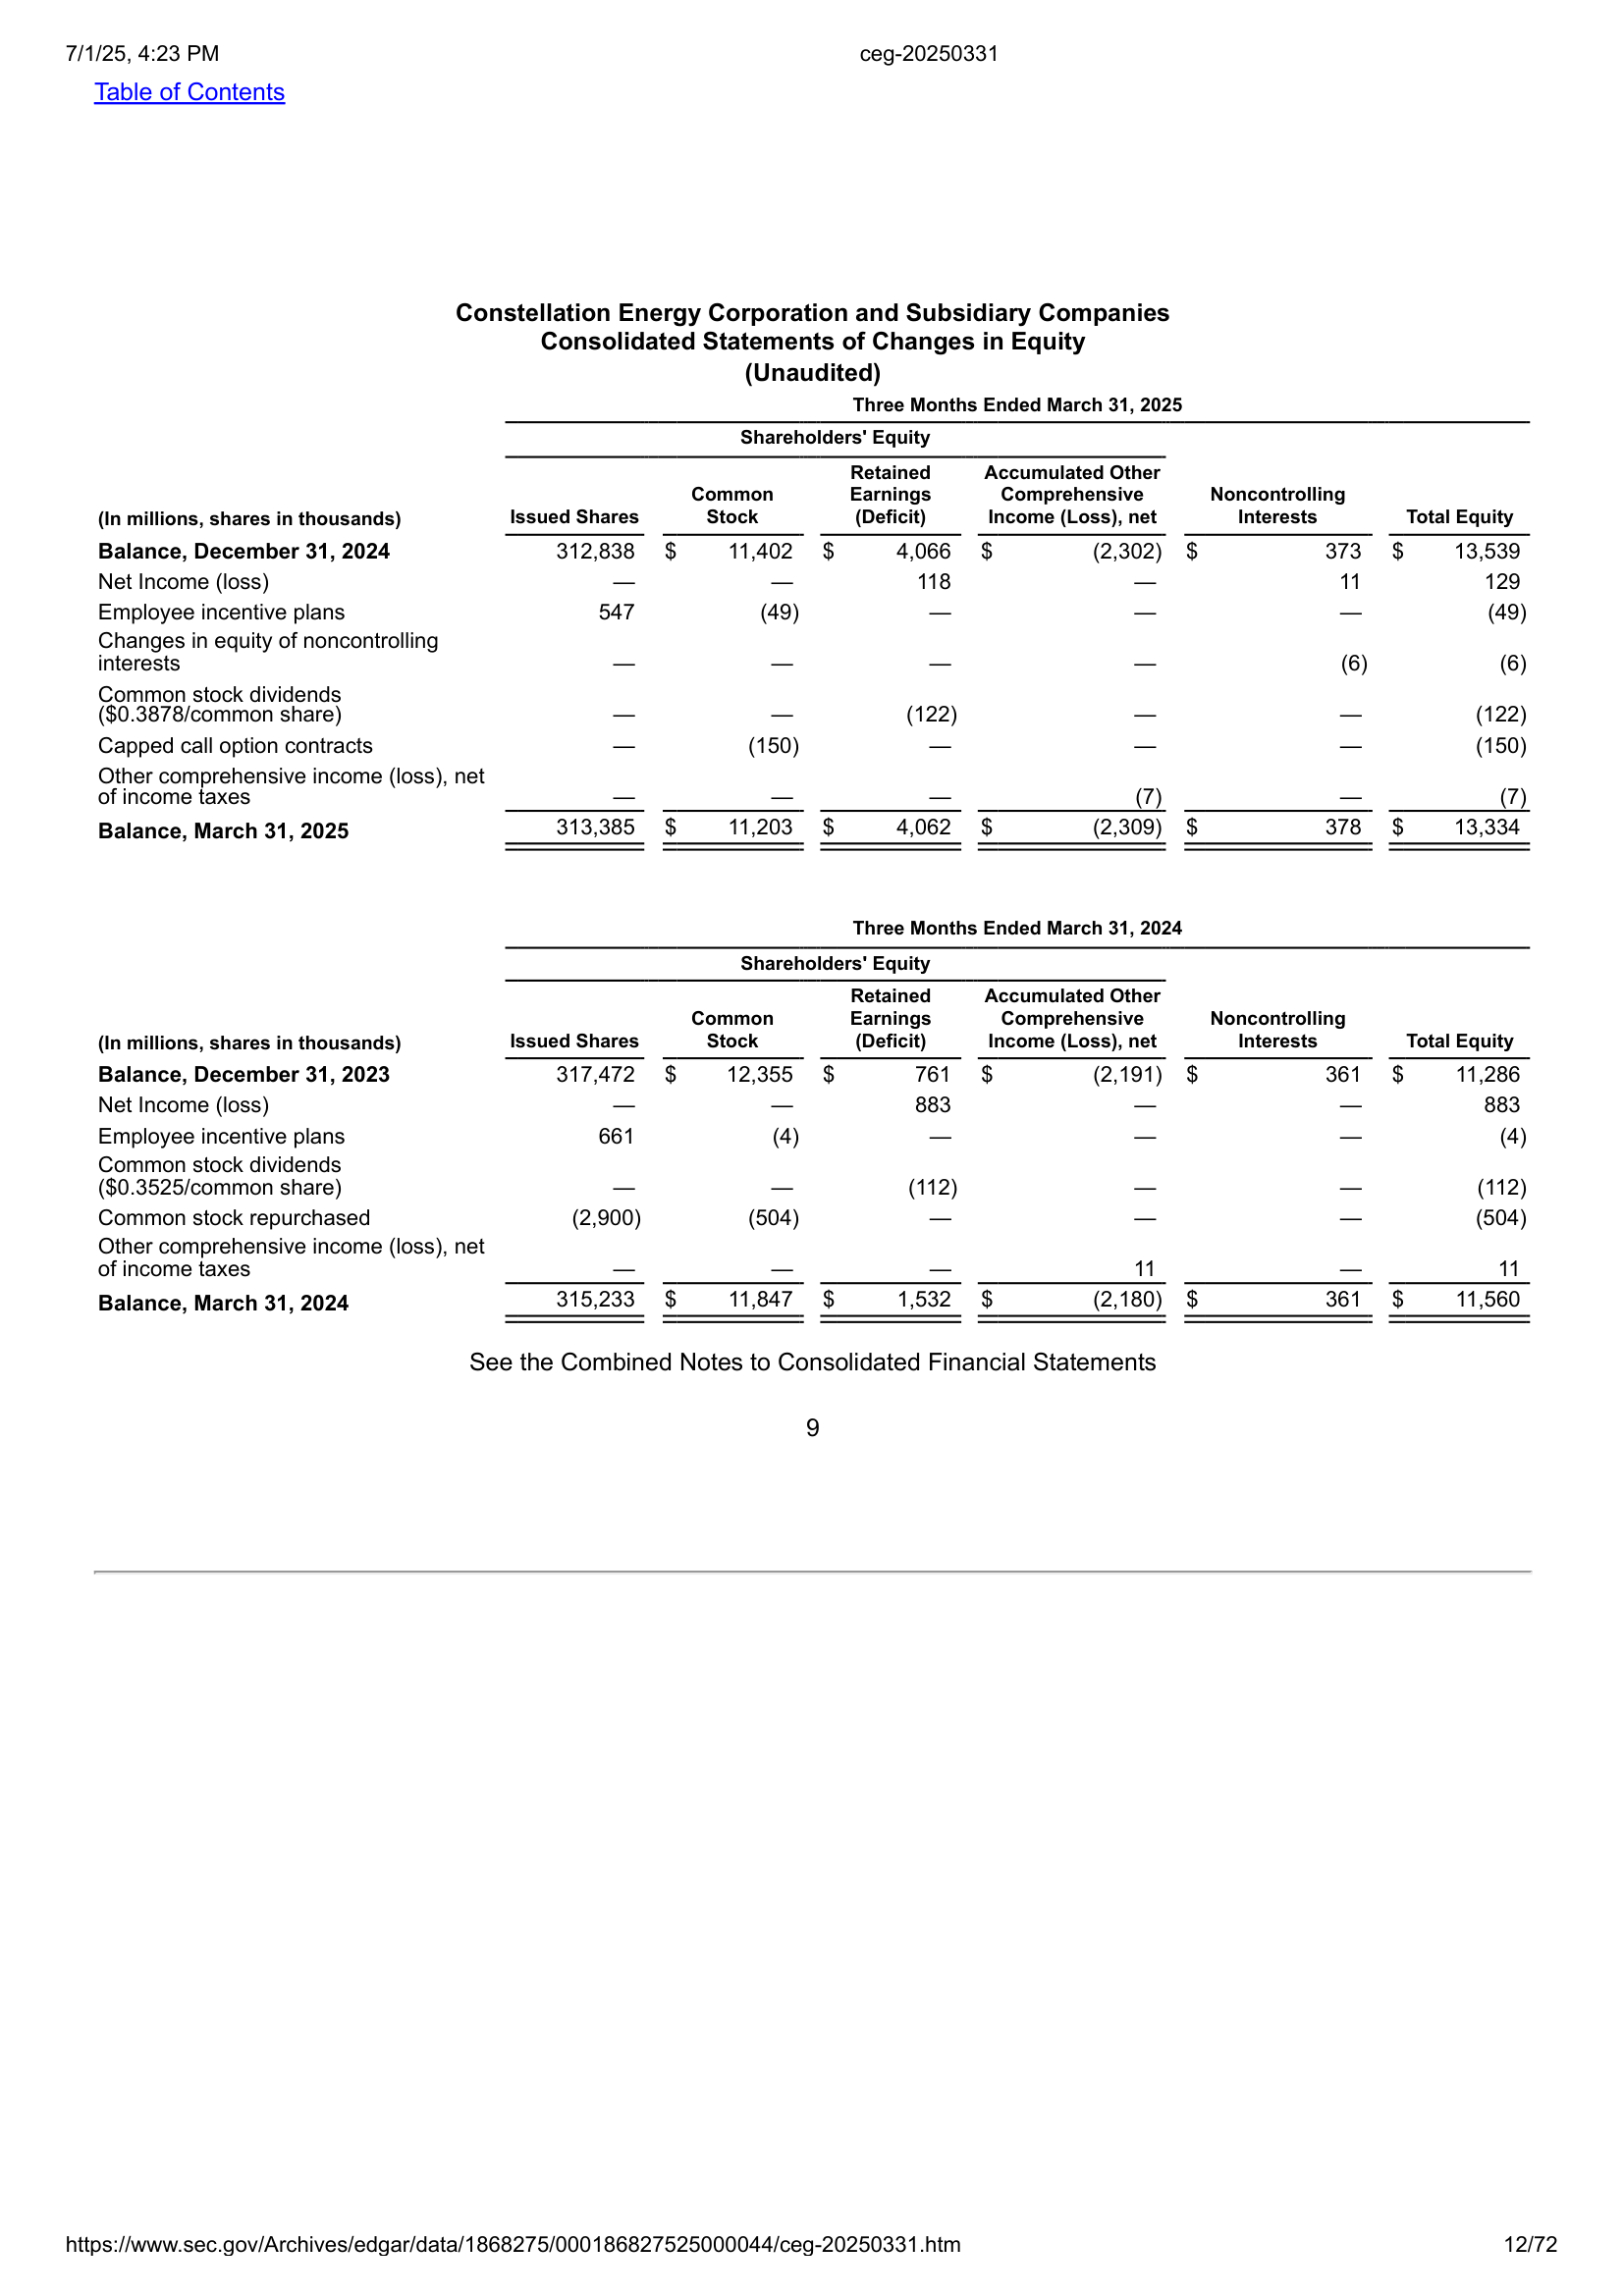 7/1/25, 4:23 PM ceg-20250331
Table of Contents
Constellation Energy Corporation and Subsidiary Companies
Consolidated Statements of Changes in Equity
(Unaudited)
Three Months Ended March 31, 2025
Shareholders' Equity
(In millions, shares in thousands) Issued Shares Common Stock Retained Earnings (Deficit) Accumulated Other Comprehensive Income (Loss), net Noncontrolling Interests Total Equity
Balance, December 31, 2024 312,838 $ 11,402 $ 4,066 $ (2,302) $ 373 $ 13,539
Net Income (loss) — — 118 — 11 129
Employee incentive plans 547 (49) — — — (49)
Changes in equity of noncontrolling
interests — — — — (6) (6)
Common stock dividends
($0.3878/common share) — — (122) — — (122)
Capped call option contracts — (150) — — — (150)
Other comprehensive income (loss), net
of income taxes — — — (7) — (7)
Balance, March 31, 2025 313,385 $ 11,203 $ 4,062 $ (2,309) $ 378 $ 13,334
Three Months Ended March 31, 2024
Shareholders' Equity
(In millions, shares in thousands) Issued Shares Common Stock Retained Earnings (Deficit) Accumulated Other Comprehensive Income (Loss), net Noncontrolling Interests Total Equity
Balance, December 31, 2023 317,472 $ 12,355 $ 761 $ (2,191) $ 361 $ 11,286
Net Income (loss) — — 883 — — 883
Employee incentive plans 661 (4) — — — (4)
Common stock dividends
($0.3525/common share) — — (112) — — (112)
Common stock repurchased (2,900) (504) — — — (504)
Other comprehensive income (loss), net
of income taxes — — — 11 — 11
Balance, March 31, 2024 315,233 $ 11,847 $ 1,532 $ (2,180) $ 361 $ 11,560
See the Combined Notes to Consolidated Financial Statements
9
https://www.sec.gov/Archives/edgar/data/1868275/000186827525000044/ceg-20250331.htm 12/72